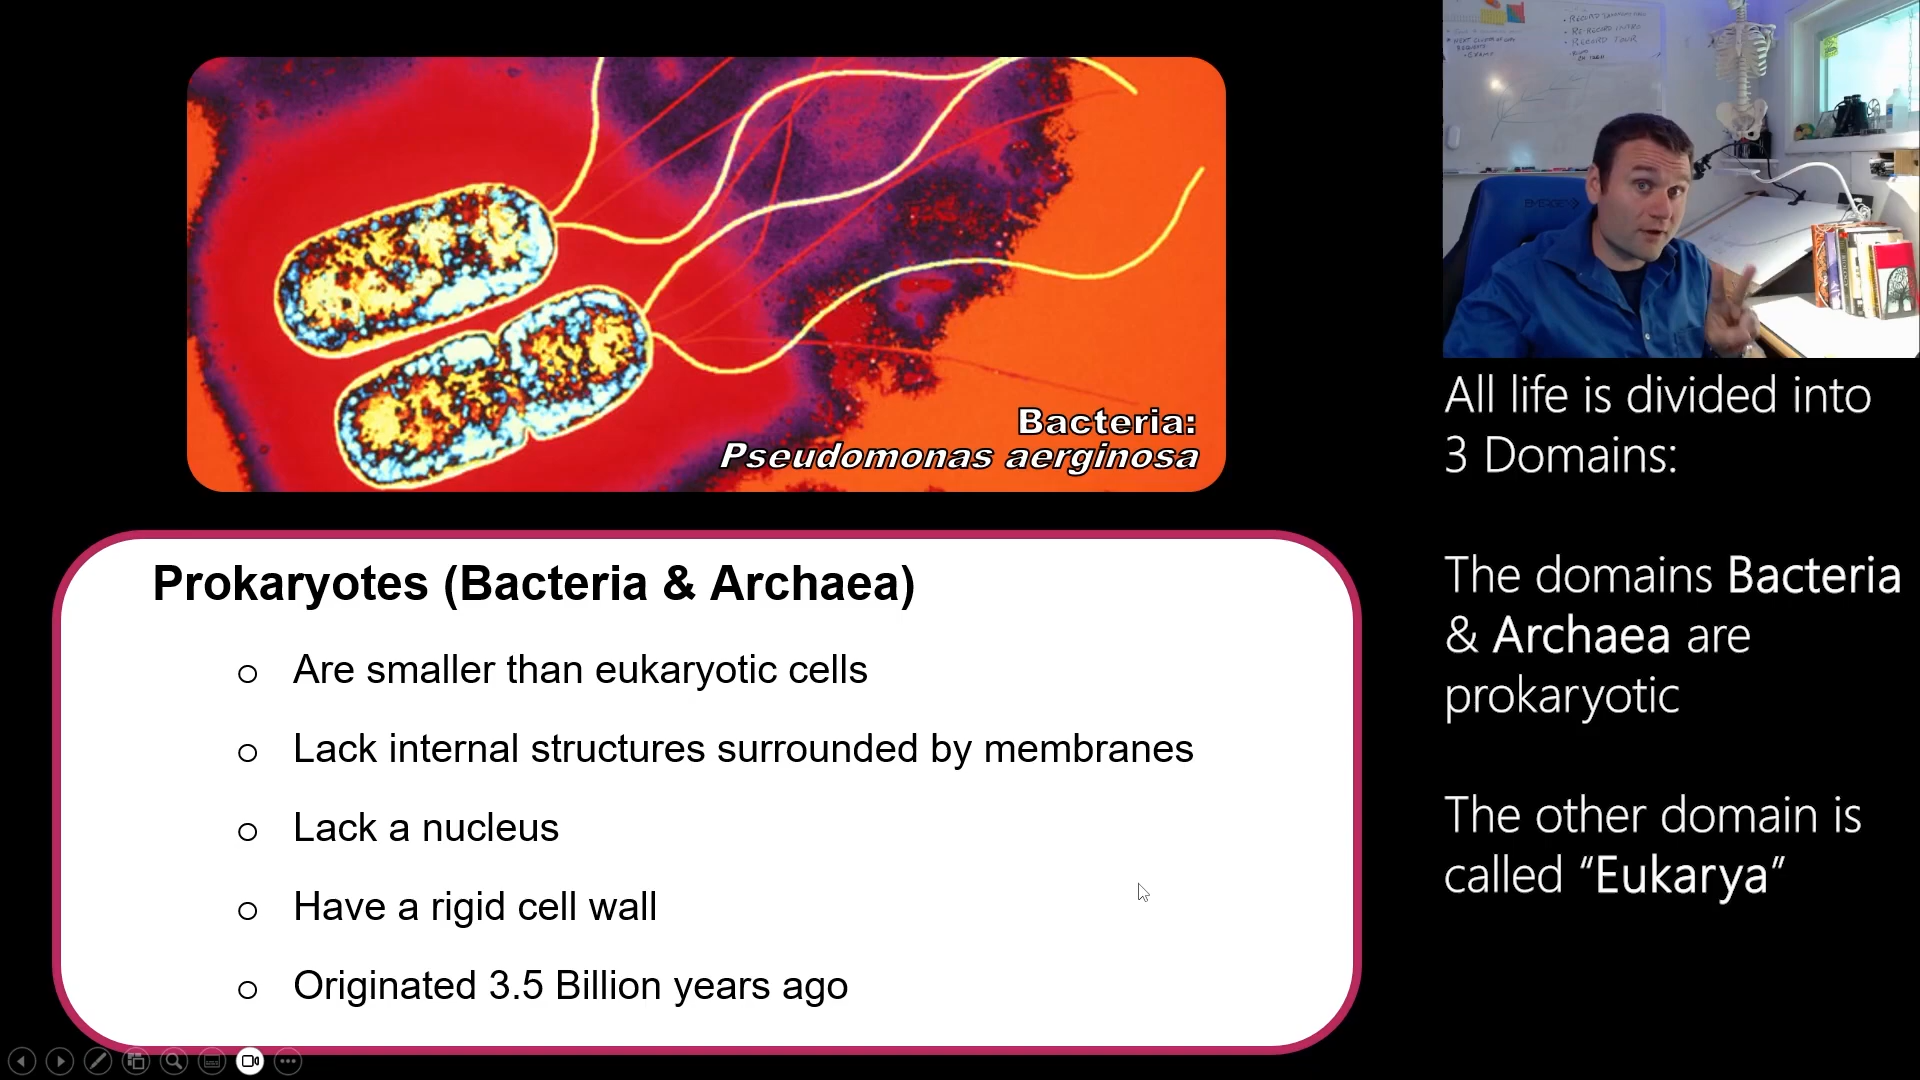 Bacteria:
Pseudomonas aerginosa
Prokaryotes (Bacteria & Archaea)
o Are smaller than eukaryotic cells
o Lack internal structures surrounded by membranes
o Lack a nucleus
o Have a rigid cell wall
o Originated 3.5 Billion years ago
All life is divided into
3 Domains:
The domains Bacteria
& Archaea are
prokaryotic
The other domain is
called “Eukarya”